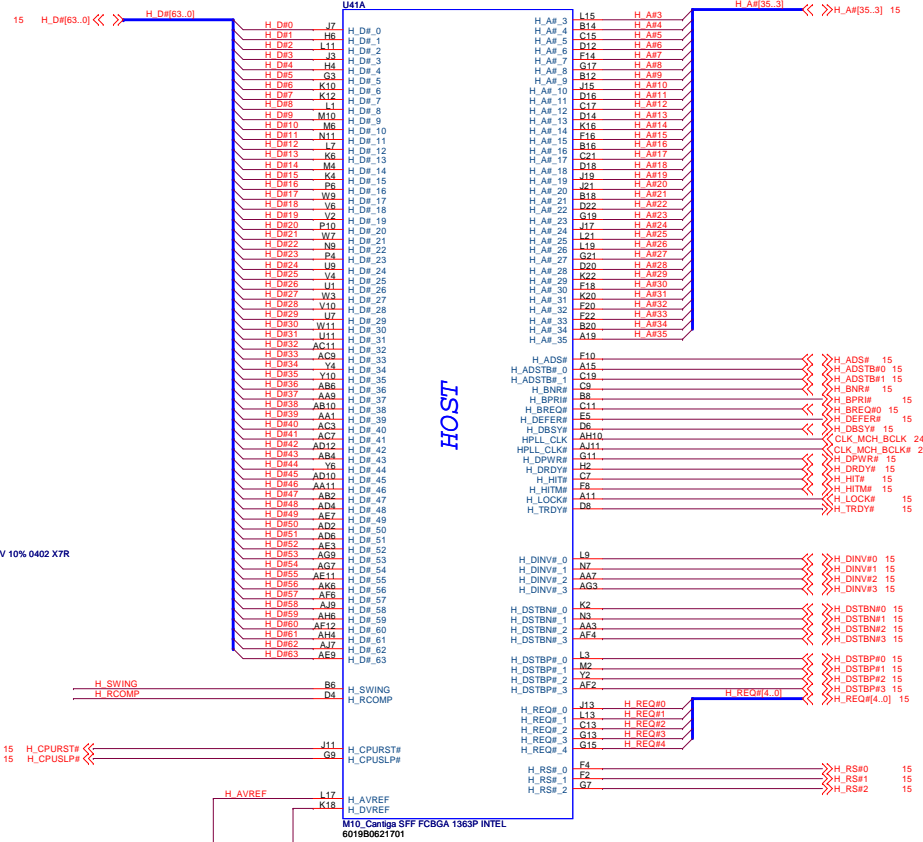 U41A
15 H_D#[63..0] H_D#[63..0]
H_A#[35..3] H_A#[35..3] 15
H_D#0 J7 H_D#_0
H_D#1 H6 H_D#_1
H_D#2 L11 H_D#_2
H_D#3 J3 H_D#_3
H_D#4 H4 H_D#_4
H_D#5 G3 H_D#_5
H_D#6 K10 H_D#_6
H_D#7 K12 H_D#_7
H_D#8 L1 H_D#_8
H_D#9 M10 H_D#_9
H_D#10 M6 H_D#_10
H_D#11 N11 H_D#_11
H_D#12 L7 H_D#_12
H_D#13 K6 H_D#_13
H_D#14 M4 H_D#_14
H_D#15 K4 H_D#_15
H_D#16 P6 H_D#_16
H_D#17 W9 H_D#_17
H_D#18 V6 H_D#_18
H_D#19 V2 H_D#_19
H_D#20 P10 H_D#_20
H_D#21 W7 H_D#_21
H_D#22 N9 H_D#_22
H_D#23 P4 H_D#_23
H_D#24 U9 H_D#_24
H_D#25 V4 H_D#_25
H_D#26 U1 H_D#_26
H_D#27 W3 H_D#_27
H_D#28 V10 H_D#_28
H_D#29 U7 H_D#_29
H_D#30 W11 H_D#_30
H_D#31 U11 H_D#_31
H_D#32 AC11 H_D#_32
H_D#33 AC9 H_D#_33
H_D#34 Y4 H_D#_34
H_D#35 Y10 H_D#_35
H_D#36 AB6 H_D#_36
H_D#37 AA9 H_D#_37
H_D#38 AB10 H_D#_38
H_D#39 AA1 H_D#_39
H_D#40 AC3 H_D#_40
H_D#41 AC7 H_D#_41
H_D#42 AD12 H_D#_42
H_D#43 AB4 H_D#_43
H_D#44 Y6 H_D#_44
H_D#45 AD10 H_D#_45
H_D#46 AA11 H_D#_46
H_D#47 AB2 H_D#_47
H_D#48 AD4 H_D#_48
H_D#49 AE7 H_D#_49
H_D#50 AD2 H_D#_50
H_D#51 AD6 H_D#_51
H_D#52 AE3 H_D#_52
H_D#53 AG9 H_D#_53
H_D#54 AG7 H_D#_54
H_D#55 AE11 H_D#_55
H_D#56 AK6 H_D#_56
H_D#57 AF6 H_D#_57
H_D#58 AJ9 H_D#_58
H_D#59 AH6 H_D#_59
H_D#60 AF12 H_D#_60
H_D#61 AH4 H_D#_61
H_D#62 AJ7 H_D#_62
H_D#63 AE9 H_D#_63
V 10% 0402 X7R
H_SWING B6 H_SWING
H_RCOMP D4 H_RCOMP
15 H_CPURST# J11 H_CPURST#
15 H_CPUSLP# G9 H_CPUSLP#
H_AVREF L17 H_AVREF
K18 H_DVREF
HOST
H_A#_3 L15 H_A#3
H_A#_4 B14 H_A#4
H_A#_5 C15 H_A#5
H_A#_6 D12 H_A#6
H_A#_7 F14 H_A#7
H_A#_8 G17 H_A#8
H_A#_9 B12 H_A#9
H_A#_10 J15 H_A#10
H_A#_11 D16 H_A#11
H_A#_12 C17 H_A#12
H_A#_13 D14 H_A#13
H_A#_14 K16 H_A#14
H_A#_15 F16 H_A#15
H_A#_16 B16 H_A#16
H_A#_17 C21 H_A#17
H_A#_18 D18 H_A#18
H_A#_19 J19 H_A#19
H_A#_20 J21 H_A#20
H_A#_21 B18 H_A#21
H_A#_22 D22 H_A#22
H_A#_23 G19 H_A#23
H_A#_24 J17 H_A#24
H_A#_25 L21 H_A#25
H_A#_26 L19 H_A#26
H_A#_27 G21 H_A#27
H_A#_28 D20 H_A#28
H_A#_29 K22 H_A#29
H_A#_30 F18 H_A#30
H_A#_31 K20 H_A#31
H_A#_32 F20 H_A#32
H_A#_33 F22 H_A#33
H_A#_34 B20 H_A#34
H_A#_35 A19 H_A#35
H_ADS# F10 H_ADS# 15
H_ADSTB#_0 A15 H_ADSTB#0 15
H_ADSTB#_1 C19 H_ADSTB#1 15
H_BNR# C9 H_BNR# 15
H_BPRI# B8 H_BPRI# 15
H_BREQ# C11 H_BREQ#0 15
H_DEFER# E5 H_DEFER# 15
H_DBSY# D6 H_DBSY# 15
HPLL_CLK AH10 CLK_MCH_BCLK 24
HPLL_CLK# AJ11 CLK_MCH_BCLK# 2
H_DPWR# G11 H_DPWR# 15
H_DRDY# H2 H_DRDY# 15
H_HIT# C7 H_HIT# 15
H_HITM# F8 H_HITM# 15
H_LOCK# A11 H_LOCK# 15
H_TRDY# D8 H_TRDY# 15
H_DINV#_0 L9 H_DINV#0 15
H_DINV#_1 N7 H_DINV#1 15
H_DINV#_2 AA7 H_DINV#2 15
H_DINV#_3 AG3 H_DINV#3 15
H_DSTBN#_0 K2 H_DSTBN#0 15
H_DSTBN#_1 N3 H_DSTBN#1 15
H_DSTBN#_2 AA3 H_DSTBN#2 15
H_DSTBN#_3 AF4 H_DSTBN#3 15
H_DSTBP#_0 L3 H_DSTBP#0 15
H_DSTBP#_1 M2 H_DSTBP#1 15
H_DSTBP#_2 Y2 H_DSTBP#2 15
H_DSTBP#_3 AF2 H_DSTBP#3 15
H_REQ#[4..0] H_REQ#[4..0] 15
H_REQ#_0 J13 H_REQ#0
H_REQ#_1 L13 H_REQ#1
H_REQ#_2 C13 H_REQ#2
H_REQ#_3 G13 H_REQ#3
H_REQ#_4 G15 H_REQ#4
H_RS#_0 F4 H_RS#0 15
H_RS#_1 F2 H_RS#1 15
H_RS#_2 G7 H_RS#2 15
M10_Cantiga SFF FCBGA 1363P INTEL
6019B0621701